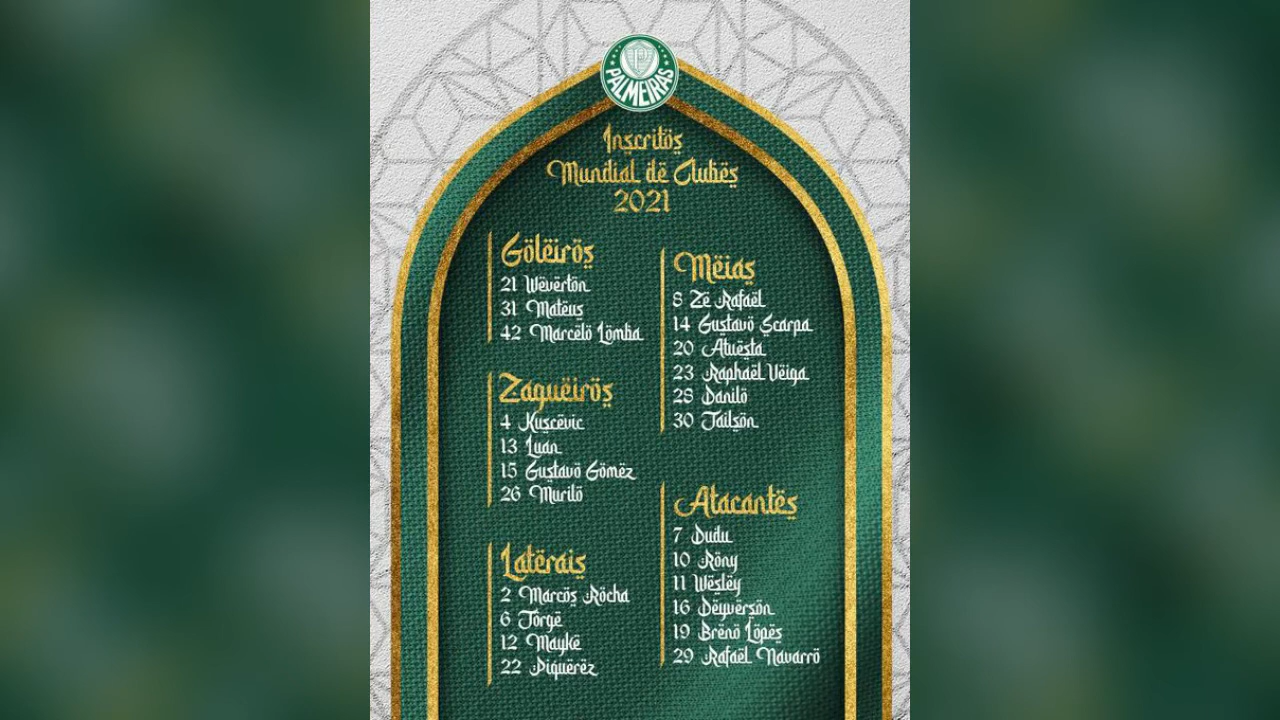 PALMEIRAS
Inscritos
Mundial de Clubes
2021
Goleiros
21 Weverton
31 Mateus
42 Marcelo Lomba
Zagueiros
4 Kuscevic
13 Luan
15 Gustavo Gómez
26 Murilo
Laterais
2 Marcos Rocha
6 Jorge
12 Mayke
22 Piquerez
Meias
8 Zé Rafael
14 Gustavo Scarpa
20 Atuesta
23 Raphael Veiga
28 Danilo
30 Jailson
Atacantes
7 Dudu
10 Rony
11 Wesley
16 Deyverson
19 Breno Lopes
29 Rafael Navarro